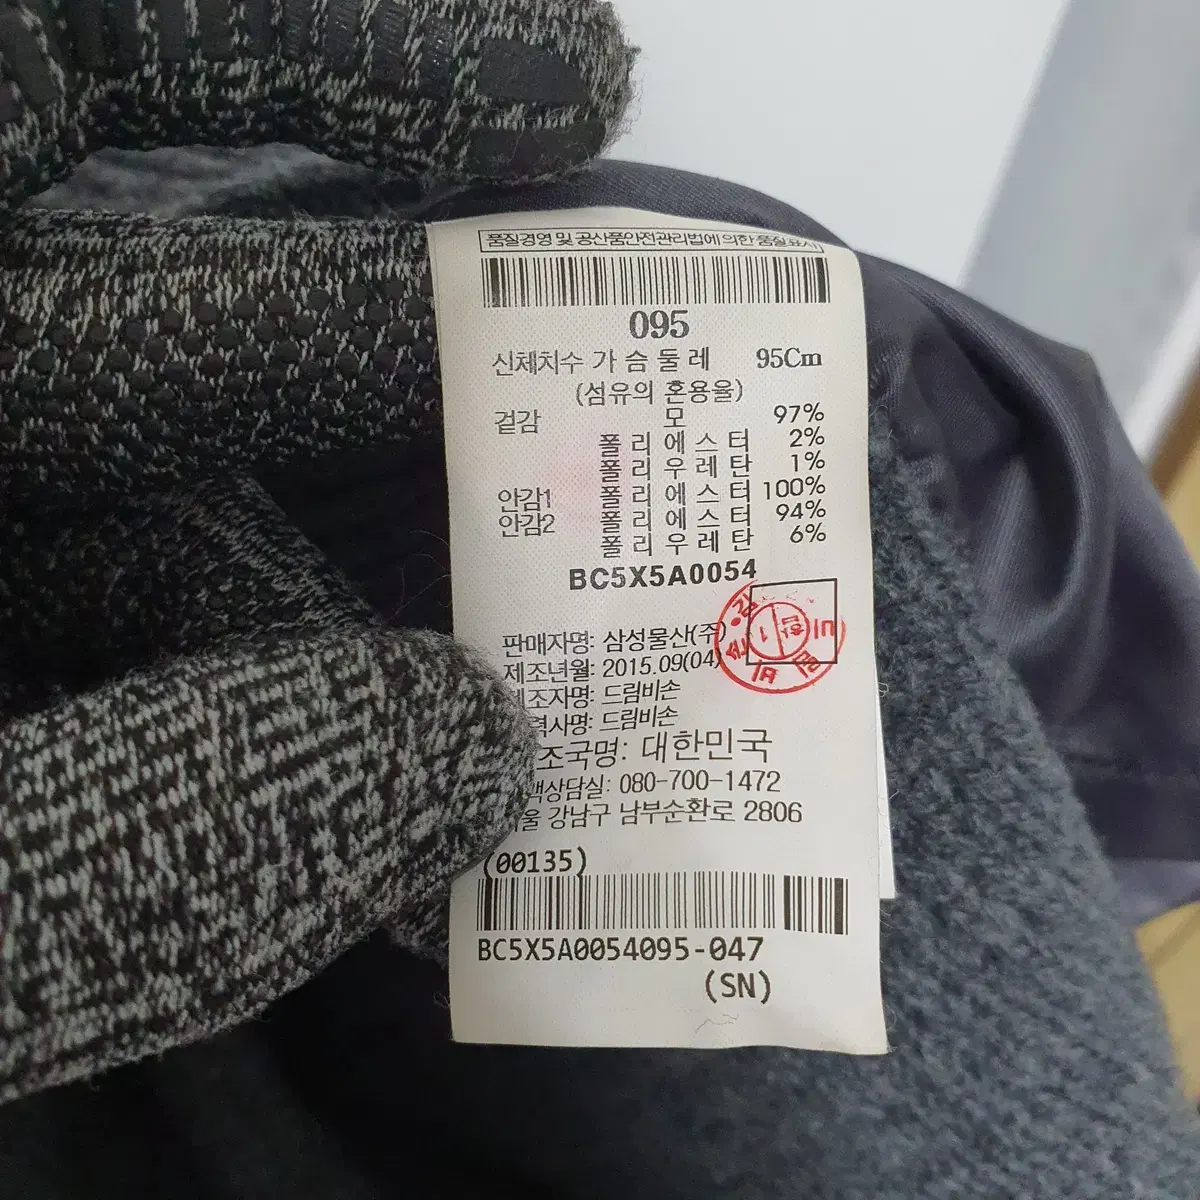 품질경영 및 공산품안전관리법에 의한 품질표시
095
신체치수 가 슴 둘 레 95Cm
(섬유의 혼용율)
겉감 모 97%
폴 리 에 스 터 2%
폴 리 우 레 탄 1%
안감1 폴 리 에 스 터 100%
안감2 폴 리 에 스 터 94%
폴 리 우 레 탄 6%
BC5X5A0054
판매자명: 삼성물산(주)
제조년월: 2015.09(04)
제조자명: 드림비손
력사명: 드림비손
조국명: 대한민국
객상담실: 080-700-1472
서울 강남구 남부순환로 2806
(00135)
BC5X5A0054095-047
(SN)